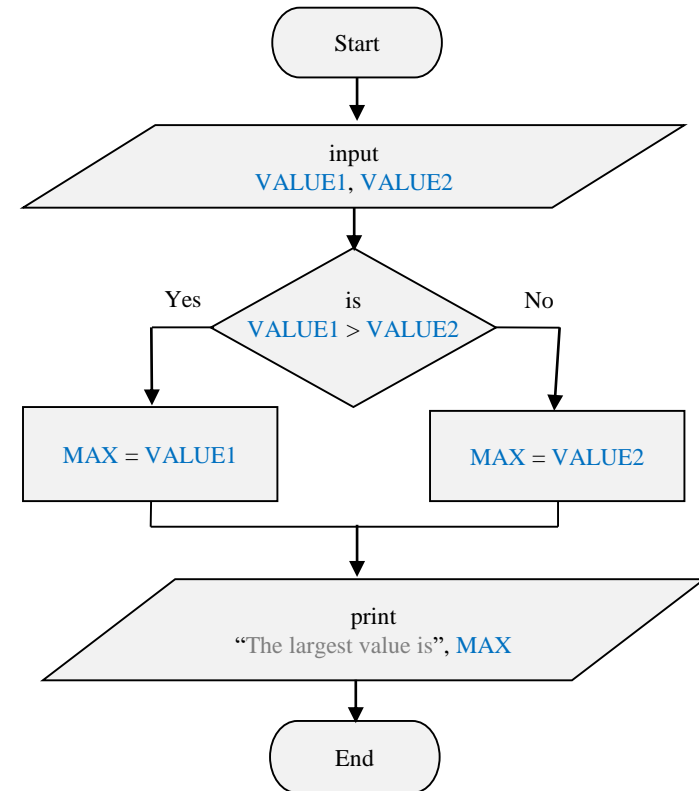 Start
input
VALUE1, VALUE2
Yes
is
VALUE1 > VALUE2
No
MAX = VALUE1
MAX = VALUE2
print
“The largest value is”, MAX
End